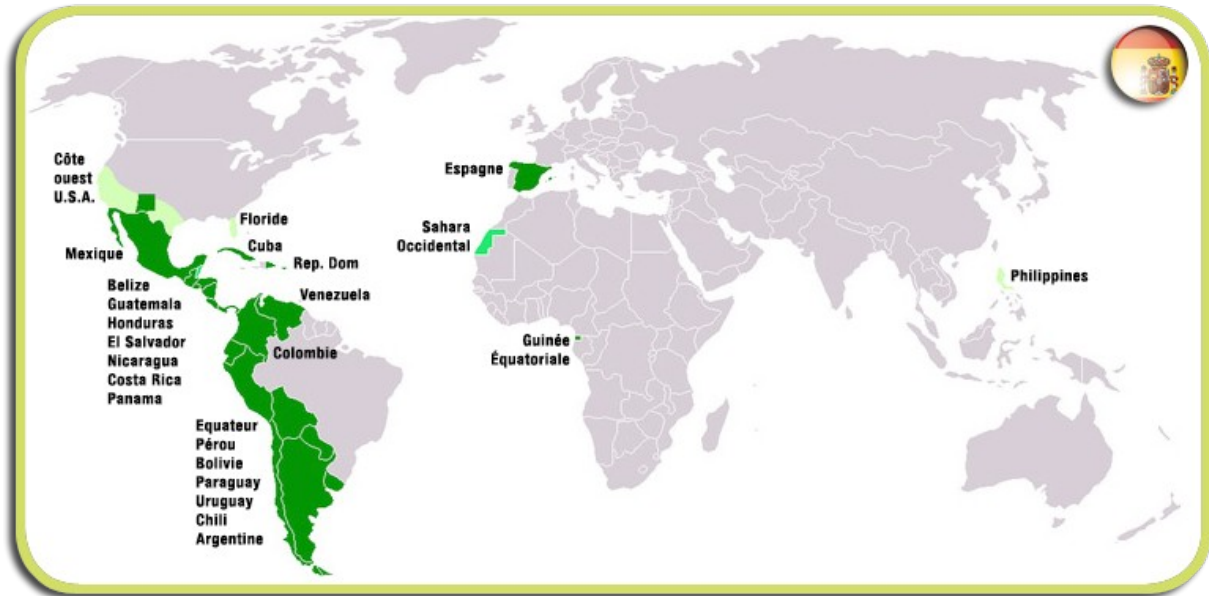 Côte
ouest
U.S.A.
Floride
Cuba
Mexique
Rep. Dom
Belize
Guatemala
Honduras
El Salvador
Nicaragua
Costa Rica
Panama
Venezuela
Colombie
Equateur
Pérou
Bolivie
Paraguay
Uruguay
Chili
Argentine
Espagne
Sahara
Occidental
Guinée
Équatoriale
Philippines